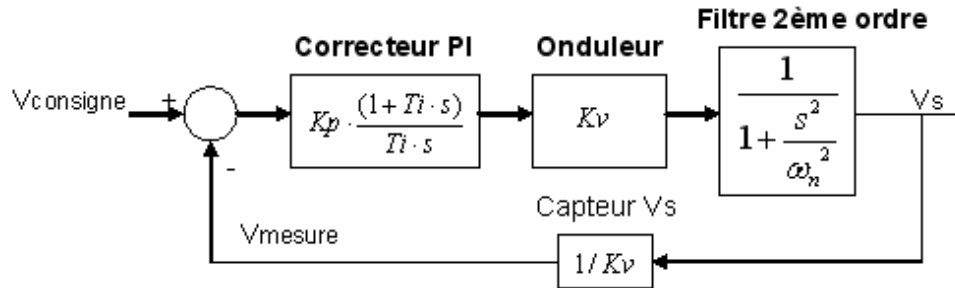 Filtre 2ème ordre
Correcteur PI
Onduleur
Vconsigne
+
-
Kp · (1 + Ti · s) / Ti · s
Kv
1 / (1 + s² / ωn²)
Vs
Capteur Vs
Vmesure
1/ Kv